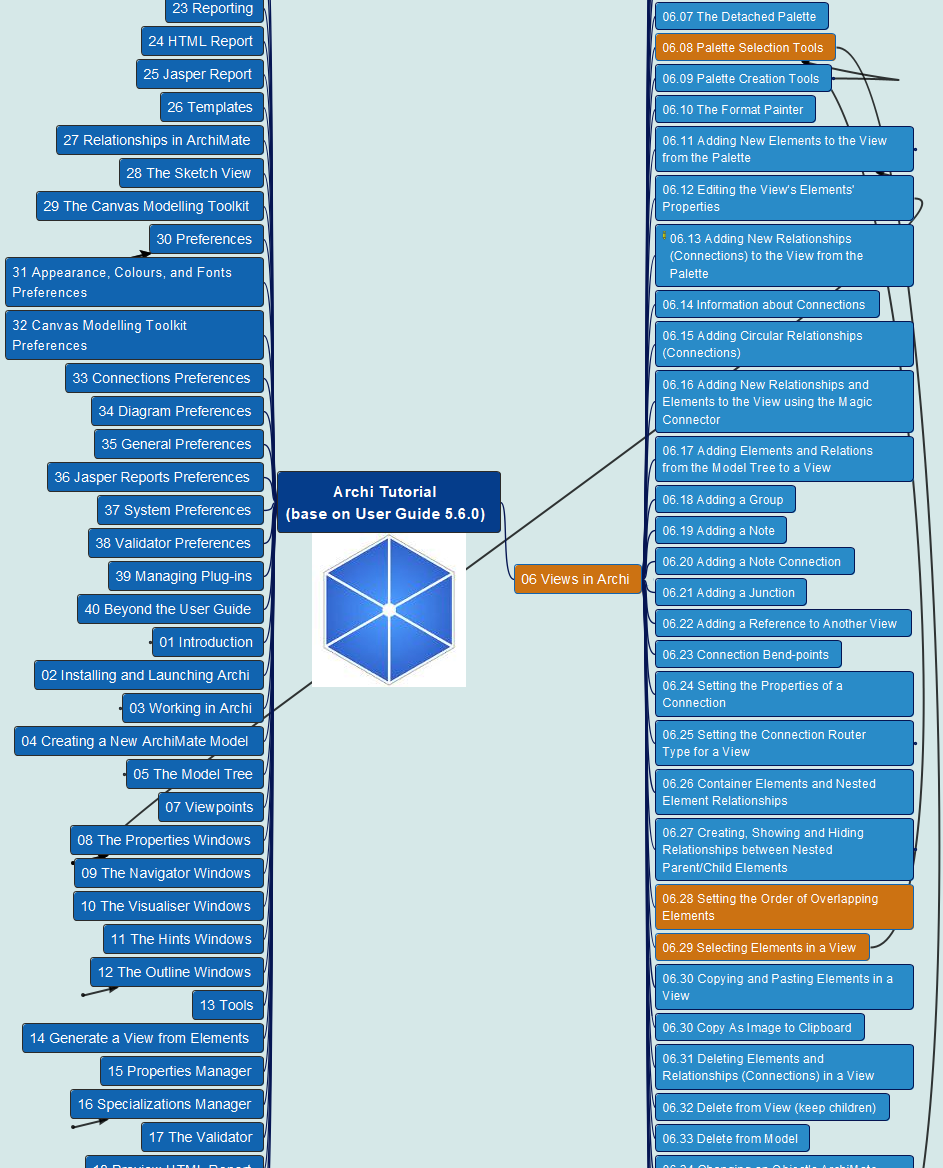 23 Reporting
24 HTML Report
25 Jasper Report
26 Templates
27 Relationships in ArchiMate
28 The Sketch View
29 The Canvas Modelling Toolkit
30 Preferences
31 Appearance, Colours, and Fonts
Preferences
32 Canvas Modelling Toolkit
Preferences
33 Connections Preferences
34 Diagram Preferences
35 General Preferences
36 Jasper Reports Preferences
37 System Preferences
38 Validator Preferences
39 Managing Plug-ins
40 Beyond the User Guide
01 Introduction
02 Installing and Launching Archi
03 Working in Archi
04 Creating a New ArchiMate Model
05 The Model Tree
07 Viewpoints
08 The Properties Windows
09 The Navigator Windows
10 The Visualiser Windows
11 The Hints Windows
12 The Outline Windows
13 Tools
14 Generate a View from Elements
15 Properties Manager
16 Specializations Manager
17 The Validator
18 Preview HTML Report
Archi Tutorial
(base on User Guide 5.6.0)
06 Views in Archi
06.07 The Detached Palette
06.08 Palette Selection Tools
06.09 Palette Creation Tools
06.10 The Format Painter
06.11 Adding New Elements to the View
from the Palette
06.12 Editing the View's Elements'
Properties
06.13 Adding New Relationships
(Connections) to the View from the
Palette
06.14 Information about Connections
06.15 Adding Circular Relationships
(Connections)
06.16 Adding New Relationships and
Elements to the View using the Magic
Connector
06.17 Adding Elements and Relations
from the Model Tree to a View
06.18 Adding a Group
06.19 Adding a Note
06.20 Adding a Note Connection
06.21 Adding a Junction
06.22 Adding a Reference to Another View
06.23 Connection Bend-points
06.24 Setting the Properties of a
Connection
06.25 Setting the Connection Router
Type for a View
06.26 Container Elements and Nested
Element Relationships
06.27 Creating, Showing and Hiding
Relationships between Nested
Parent/Child Elements
06.28 Setting the Order of Overlapping
Elements
06.29 Selecting Elements in a View
06.30 Copying and Pasting Elements in a
View
06.30 Copy As Image to Clipboard
06.31 Deleting Elements and
Relationships (Connections) in a View
06.32 Delete from View (keep children)
06.33 Delete from Model
06.34 Changing an Object's ArchiMate